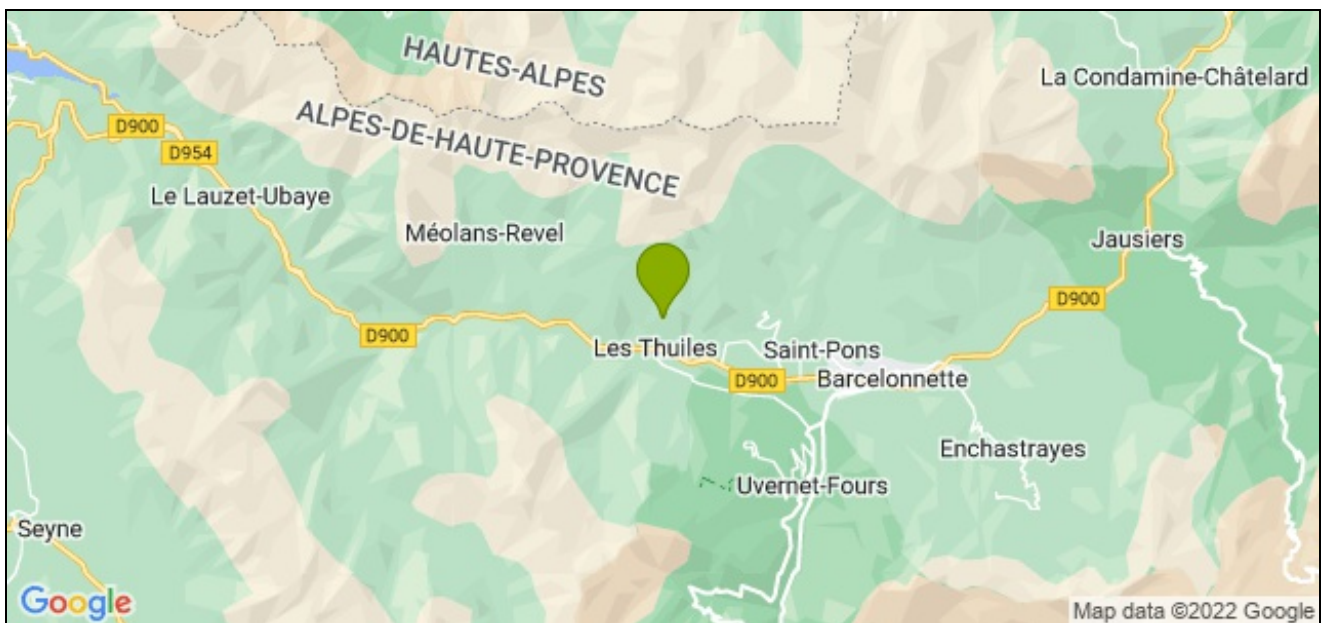 HAUTES-ALPES
La Condamine-Châtelard
ALPES-DE-HAUTE-PROVENCE
D900
D954
Le Lauzet-Ubaye
Méolans-Revel
Jausiers
D900
D900
Les Thuiles
Saint-Pons
D900
Barcelonnette
Enchastrayes
Uvernet-Fours
Seyne
Google
Map data ©2022 Google